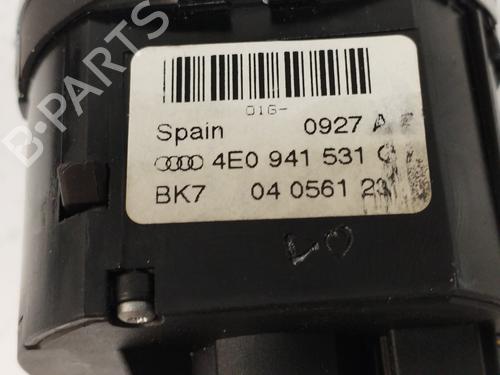 B-PARTS
01G-
Spain 0927 A
4E0 941 531
BK7 04 0561 23